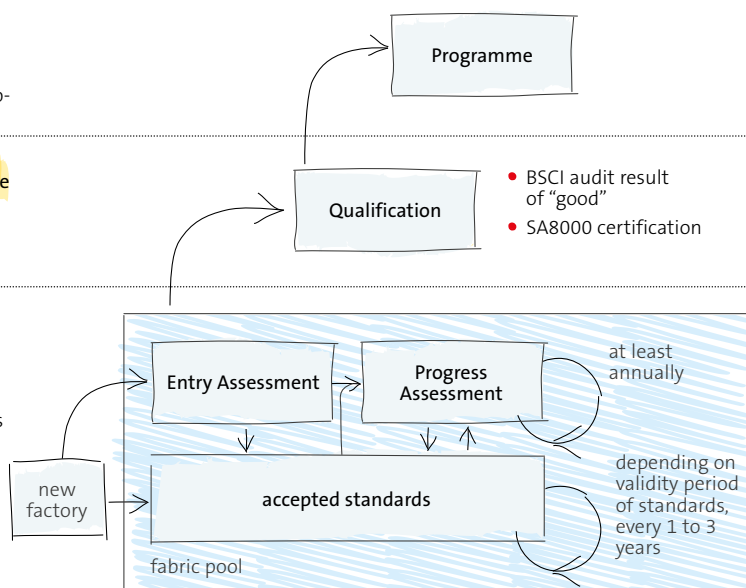 Programme
o-
e
Qualification
• BSCI audit result
of “good”
• SA8000 certification
at least
annually
Entry Assessment
Progress
Assessment
s
new
factory
accepted standards
depending on
validity period
of standards,
every 1 to 3
years
fabric pool